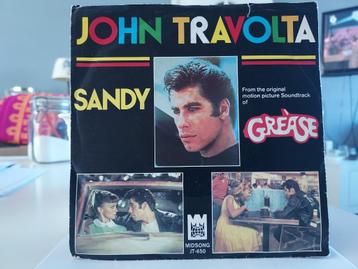 JOHN TRAVOLTA
SANDY
From the original
motion picture Soundtrack
of
GREASE
MIDSONG
JT-650